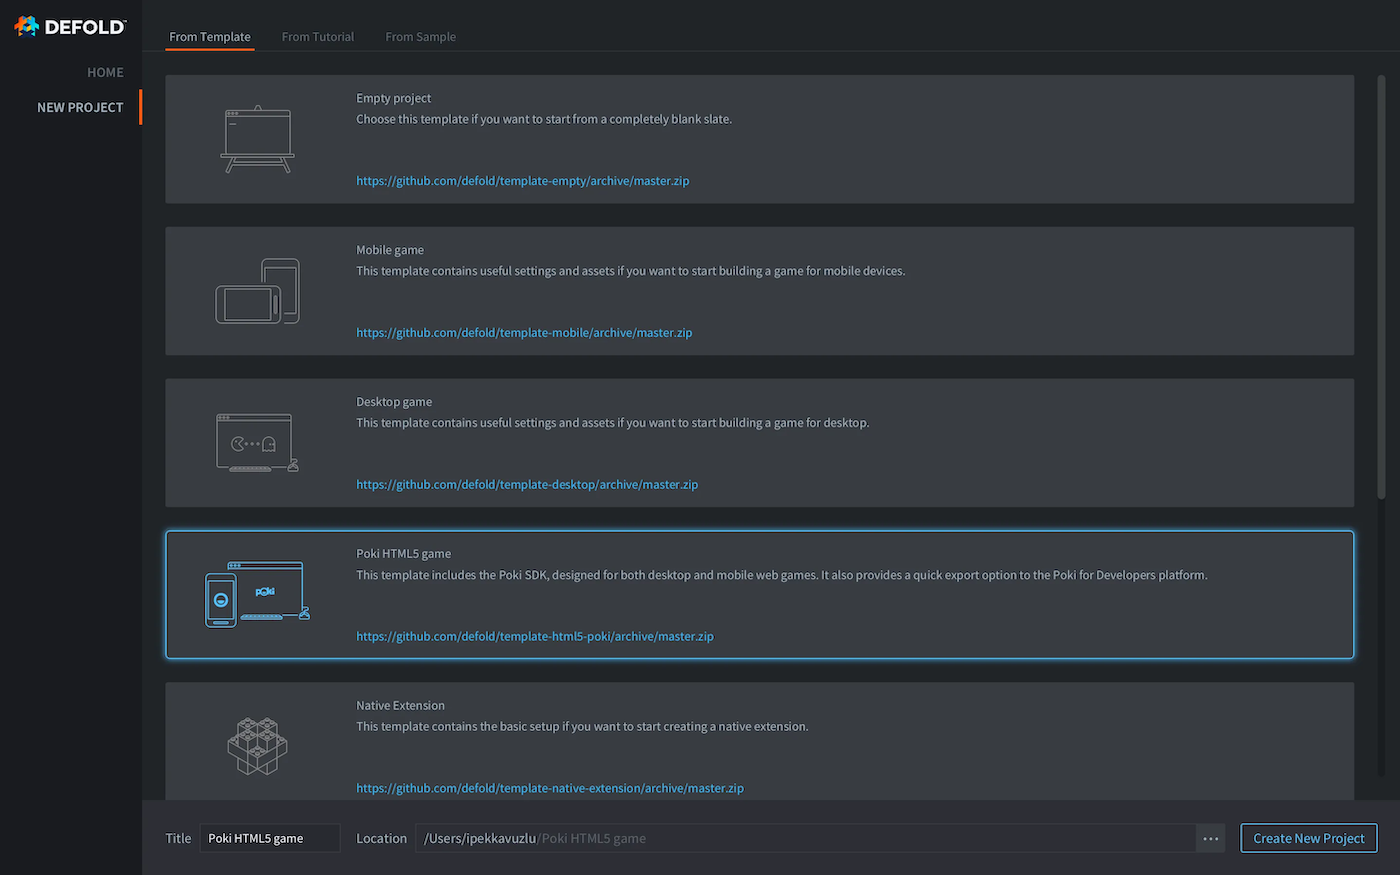 DEFOLD™
HOME
NEW PROJECT
From Template From Tutorial From Sample
Empty project
Choose this template if you want to start from a completely blank slate.
https://github.com/defold/template-empty/archive/master.zip
Mobile game
This template contains useful settings and assets if you want to start building a game for mobile devices.
https://github.com/defold/template-mobile/archive/master.zip
Desktop game
This template contains useful settings and assets if you want to start building a game for desktop.
https://github.com/defold/template-desktop/archive/master.zip
poki
Poki HTML5 game
This template includes the Poki SDK, designed for both desktop and mobile web games. It also provides a quick export option to the Poki for Developers platform.
https://github.com/defold/template-html5-poki/archive/master.zip
Native Extension
This template contains the basic setup if you want to start creating a native extension.
https://github.com/defold/template-native-extension/archive/master.zip
Title Poki HTML5 game Location /Users/ipekkavuzlu/Poki HTML5 game ... Create New Project